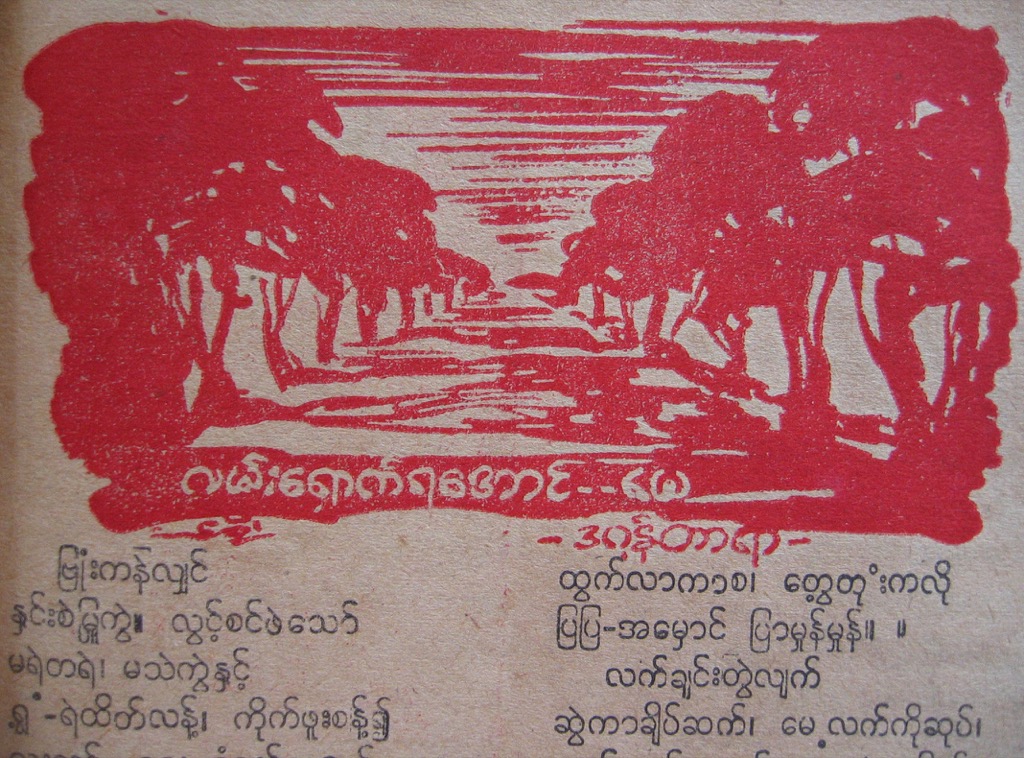 လမ်းရှောက်ရအောင်--မေ
-ဒဂုန်တာရာ-
ဗြုံးကနဲလျှင်
နှင်းစဲမြူကွဲ။ လွင့်စင်ဖဲသော်
မရဲတရဲ၊ မသဲကွဲနှင့်
ရွှံ့-ရဲထိတ်လန့်၊ ကိုက်ဖူးစန့်၍
ထွက်လာကာစ၊ တွေ့တုံးကလို
ပြပြ-အမှောင် ပြာမှုန်မှုန်။ ။
လက်ချင်းတွဲလျက်
ဆွဲကာချိပ်ဆက်၊ မေ့လက်ကိုဆုပ်၊